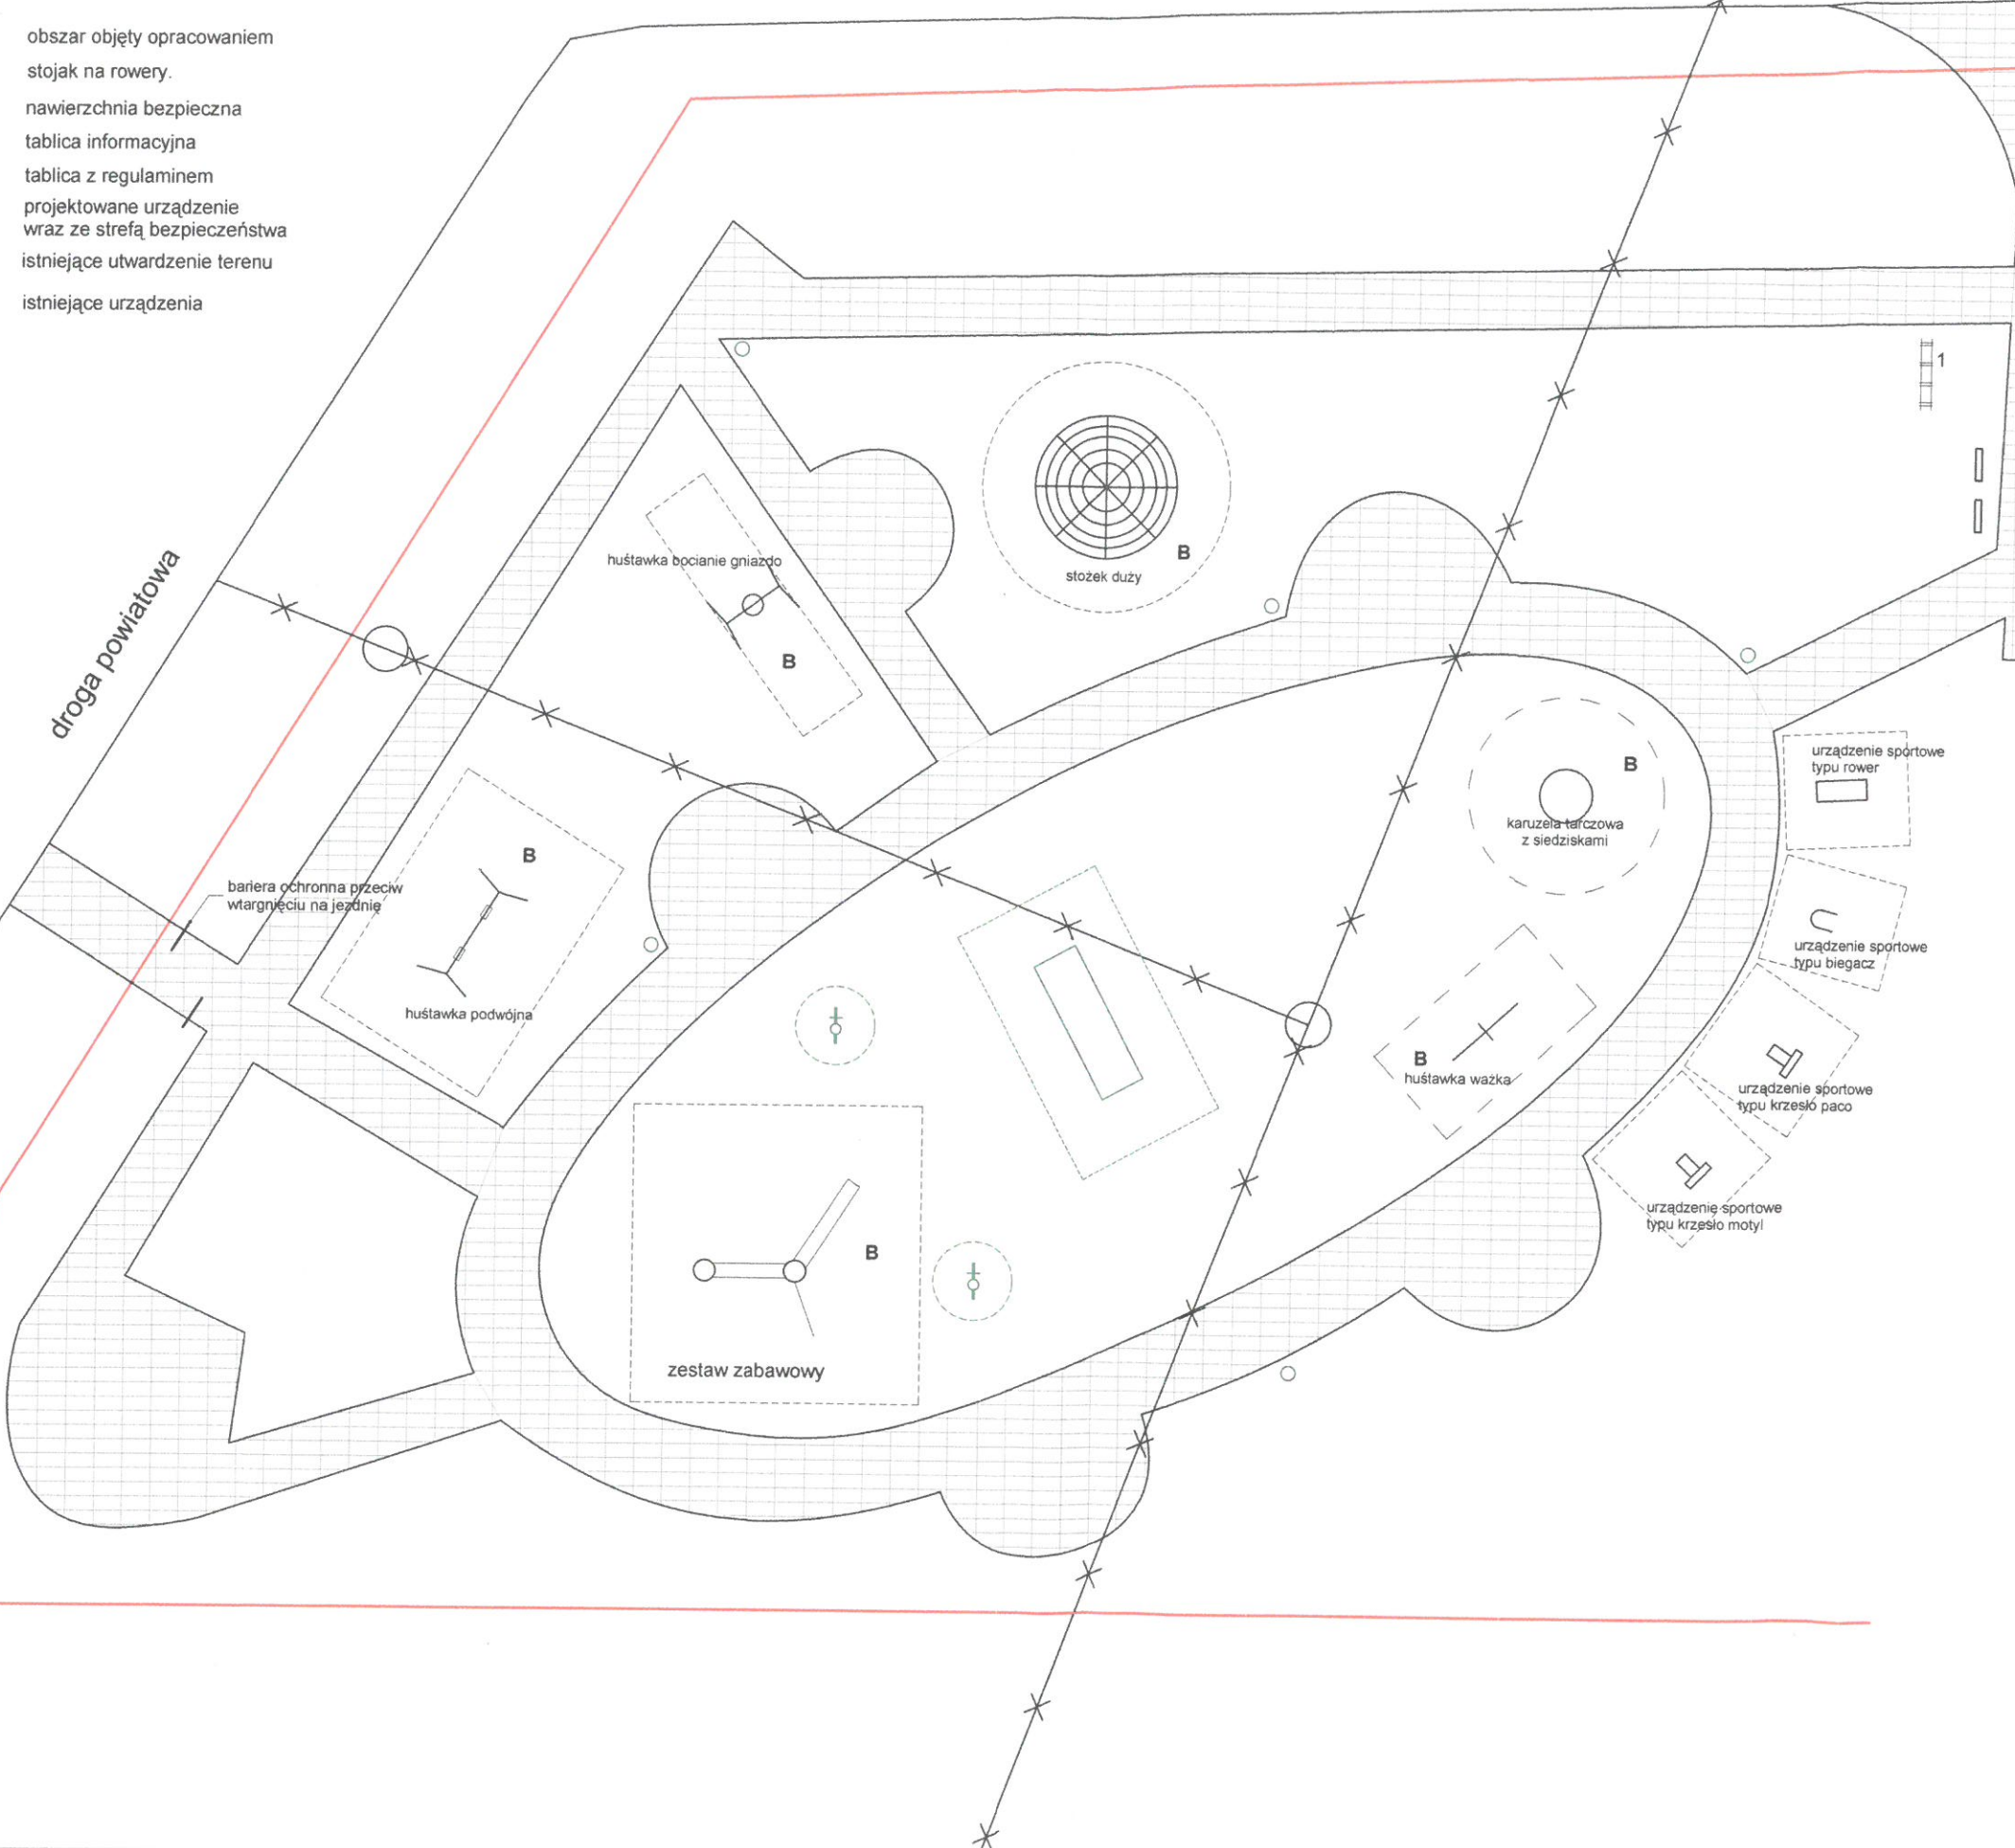 obszar objęty opracowaniem
stojak na rowery.
nawierzchnia bezpieczna
tablica informacyjna
tablica z regulaminem
projektowane urządzenie
wraz ze strefą bezpieczeństwa
istniejące utwardzenie terenu
istniejące urządzenia
1
droga powiatowa
huśtawka bocianie gniazdo
B
B
stożek duży
urządzenie sportowe
typu rower
B
karuzela tarczowa
z siedziskami
B
bariera ochronna przeciw
wtargnięciu na jezdnię
huśtawka podwójna
urządzenie sportowe
typu biegacz
B
huśtawka ważka
urządzenie sportowe
typu krzesło paco
urządzenie sportowe
typu krzesło motyl
B
zestaw zabawowy